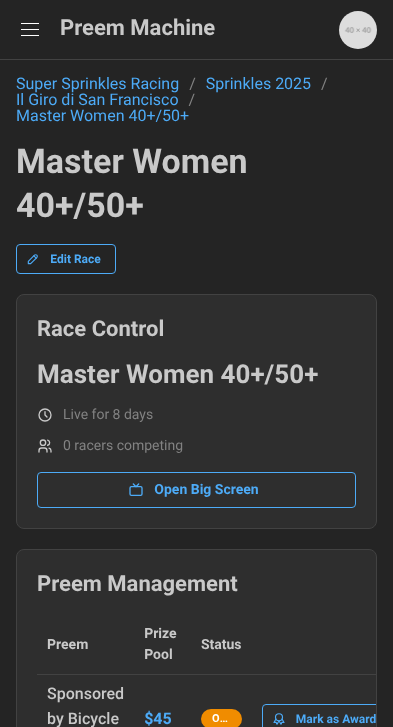 Preem Machine
40 × 40
Super Sprinkles Racing / Sprinkles 2025 /
Il Giro di San Francisco /
Master Women 40+/50+
Master Women
40+/50+
Edit Race
Race Control
Master Women 40+/50+
Live for 8 days
0 racers competing
Open Big Screen
Preem Management
Preem
Prize
Pool
Status
Sponsored
by Bicycle
$45
O...
Mark as Award